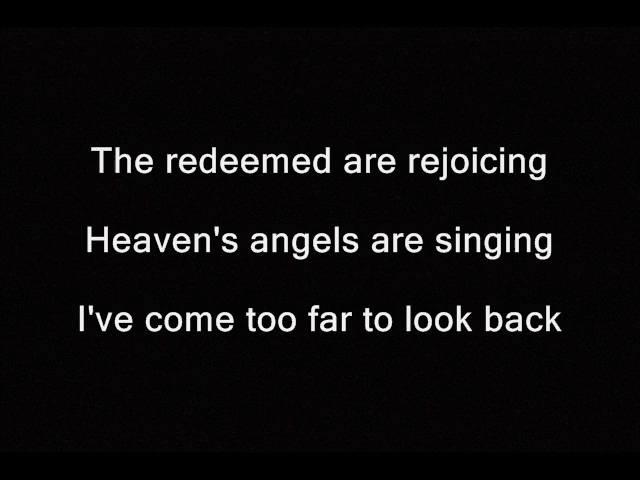 The redeemed are rejoicing
Heaven's angels are singing
I've come too far to look back